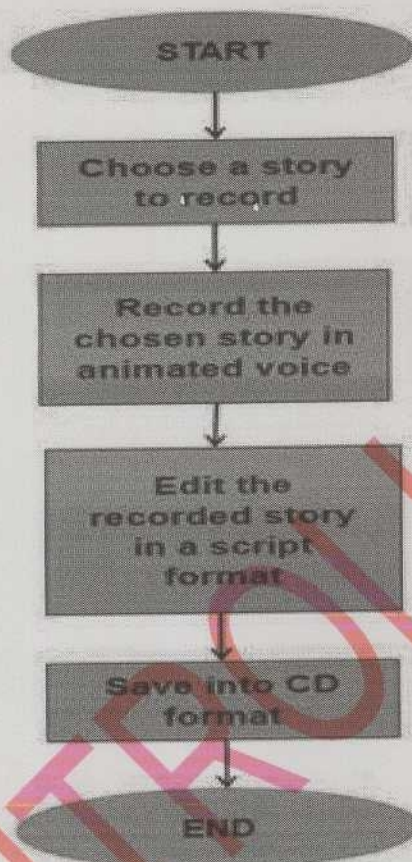 START
Choose a story
to record
Record the
chosen story in
animated voice
Edit the
recorded story
in a script
format
Save into CD
format
END